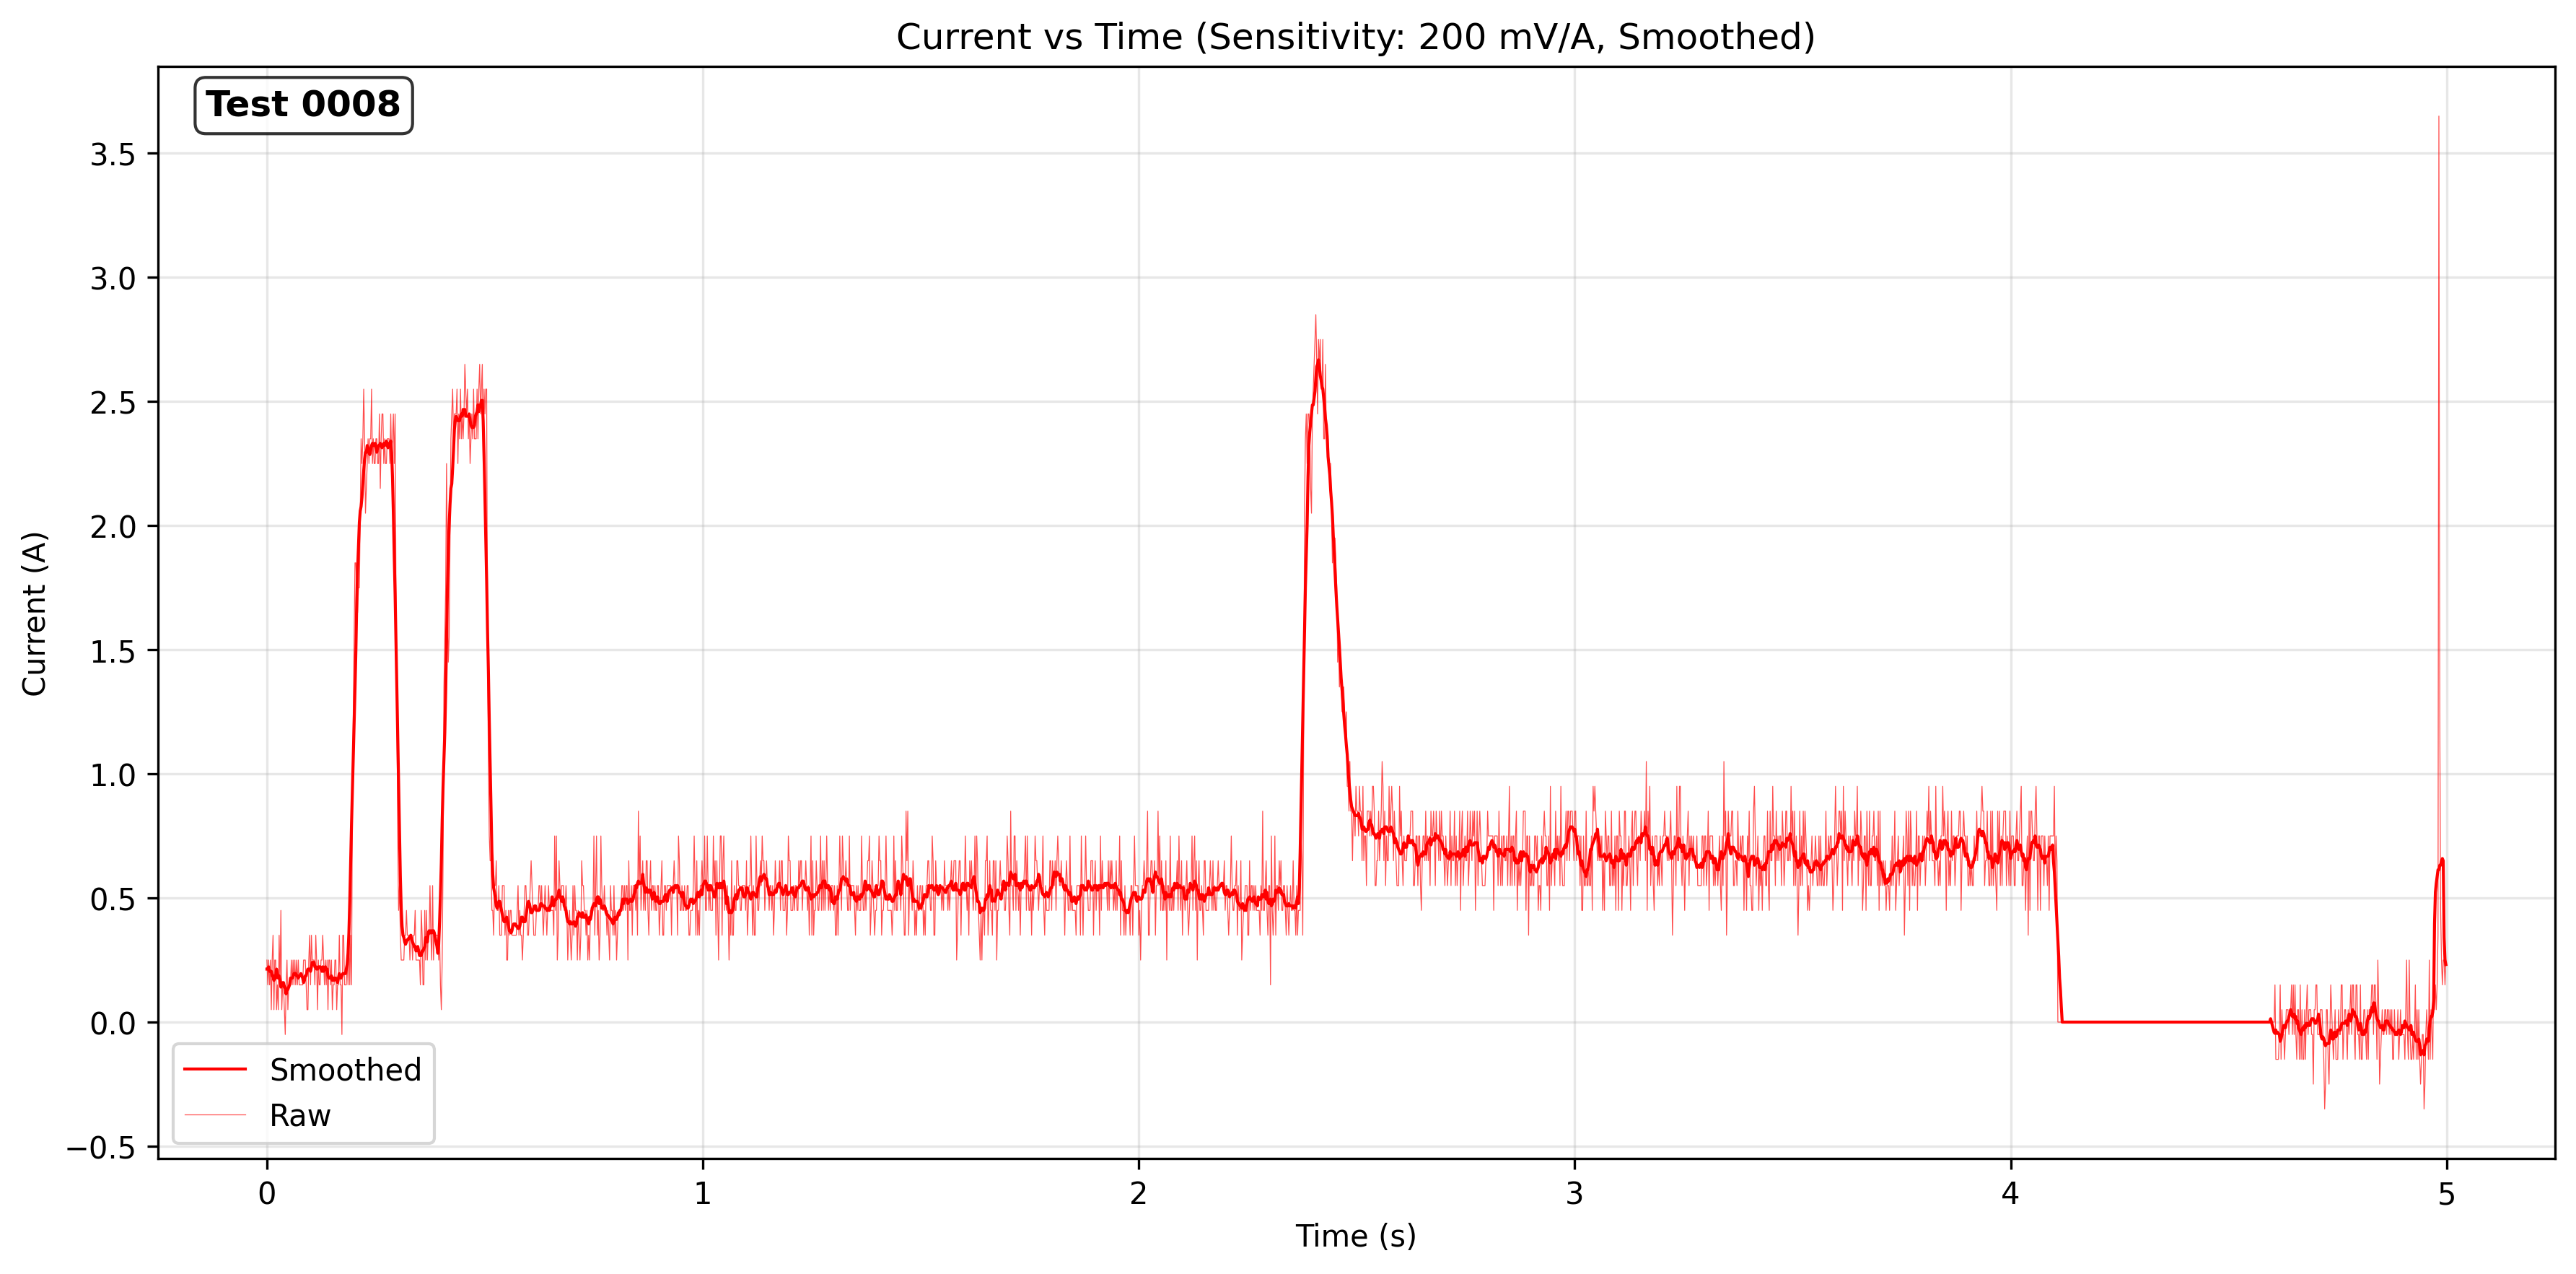 Current vs Time (Sensitivity: 200 mV/A, Smoothed)
Test 0008
3.5
3.0
2.5
2.0
1.5
1.0
0.5
0.0
−0.5
Current (A)
Smoothed
Raw
0 1 2 3 4 5
Time (s)